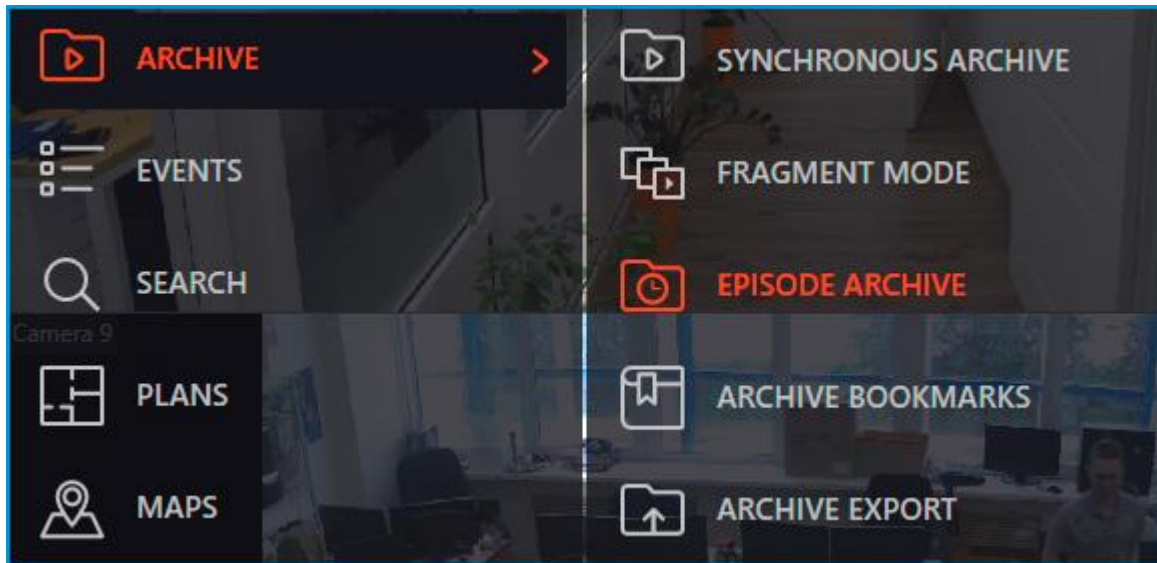 ARCHIVE
EVENTS
SEARCH
Camera 9
PLANS
MAPS
SYNCHRONOUS ARCHIVE
FRAGMENT MODE
EPISODE ARCHIVE
ARCHIVE BOOKMARKS
ARCHIVE EXPORT